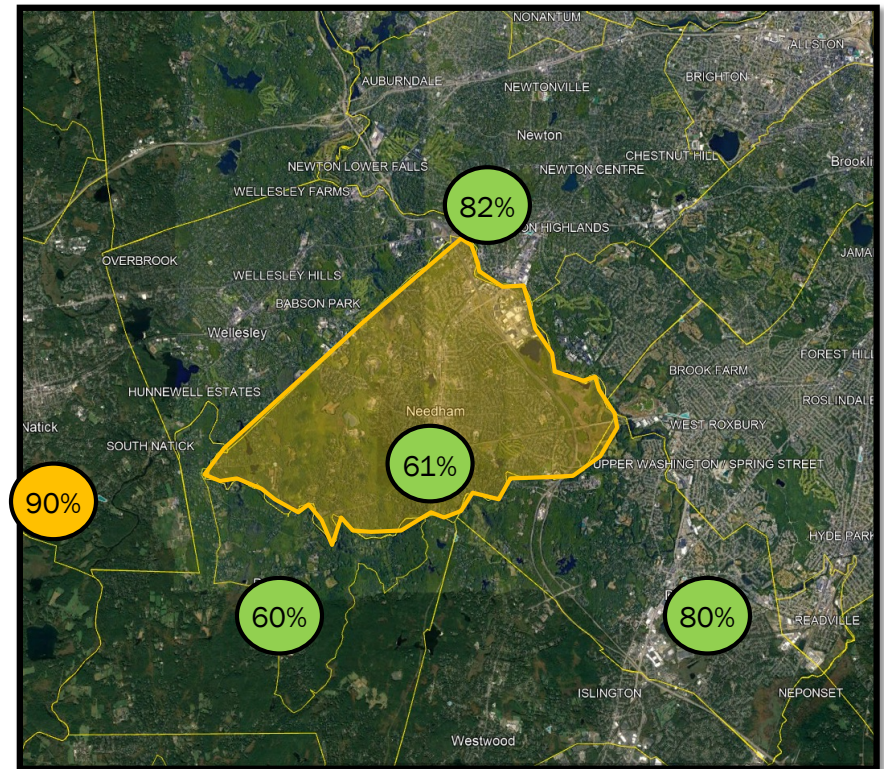 NONANTUM
ALLSTON
AUBURNDALE
BRIGHTON
NEWTONVILLE
Newton
CHESTNUT HILL
NEWTON LOWER FALLS
NEWTON CENTRE
Brookli
WELLESLEY FARMS
82%
ON HIGHLANDS
OVERBROOK
JAMA
WELLESLEY HILLS
BABSON PARK
Wellesley
FOREST HILL
BROOK FARM
HUNNEWELL ESTATES
ROSLINDALE
Needham
Natick
WEST ROXBURY
SOUTH NATICK
61%
UPPER WASHINGTON / SPRING STREET
90%
HYDE PARK
60%
80%
READVILLE
ISLINGTON
NEPONSET
Westwood